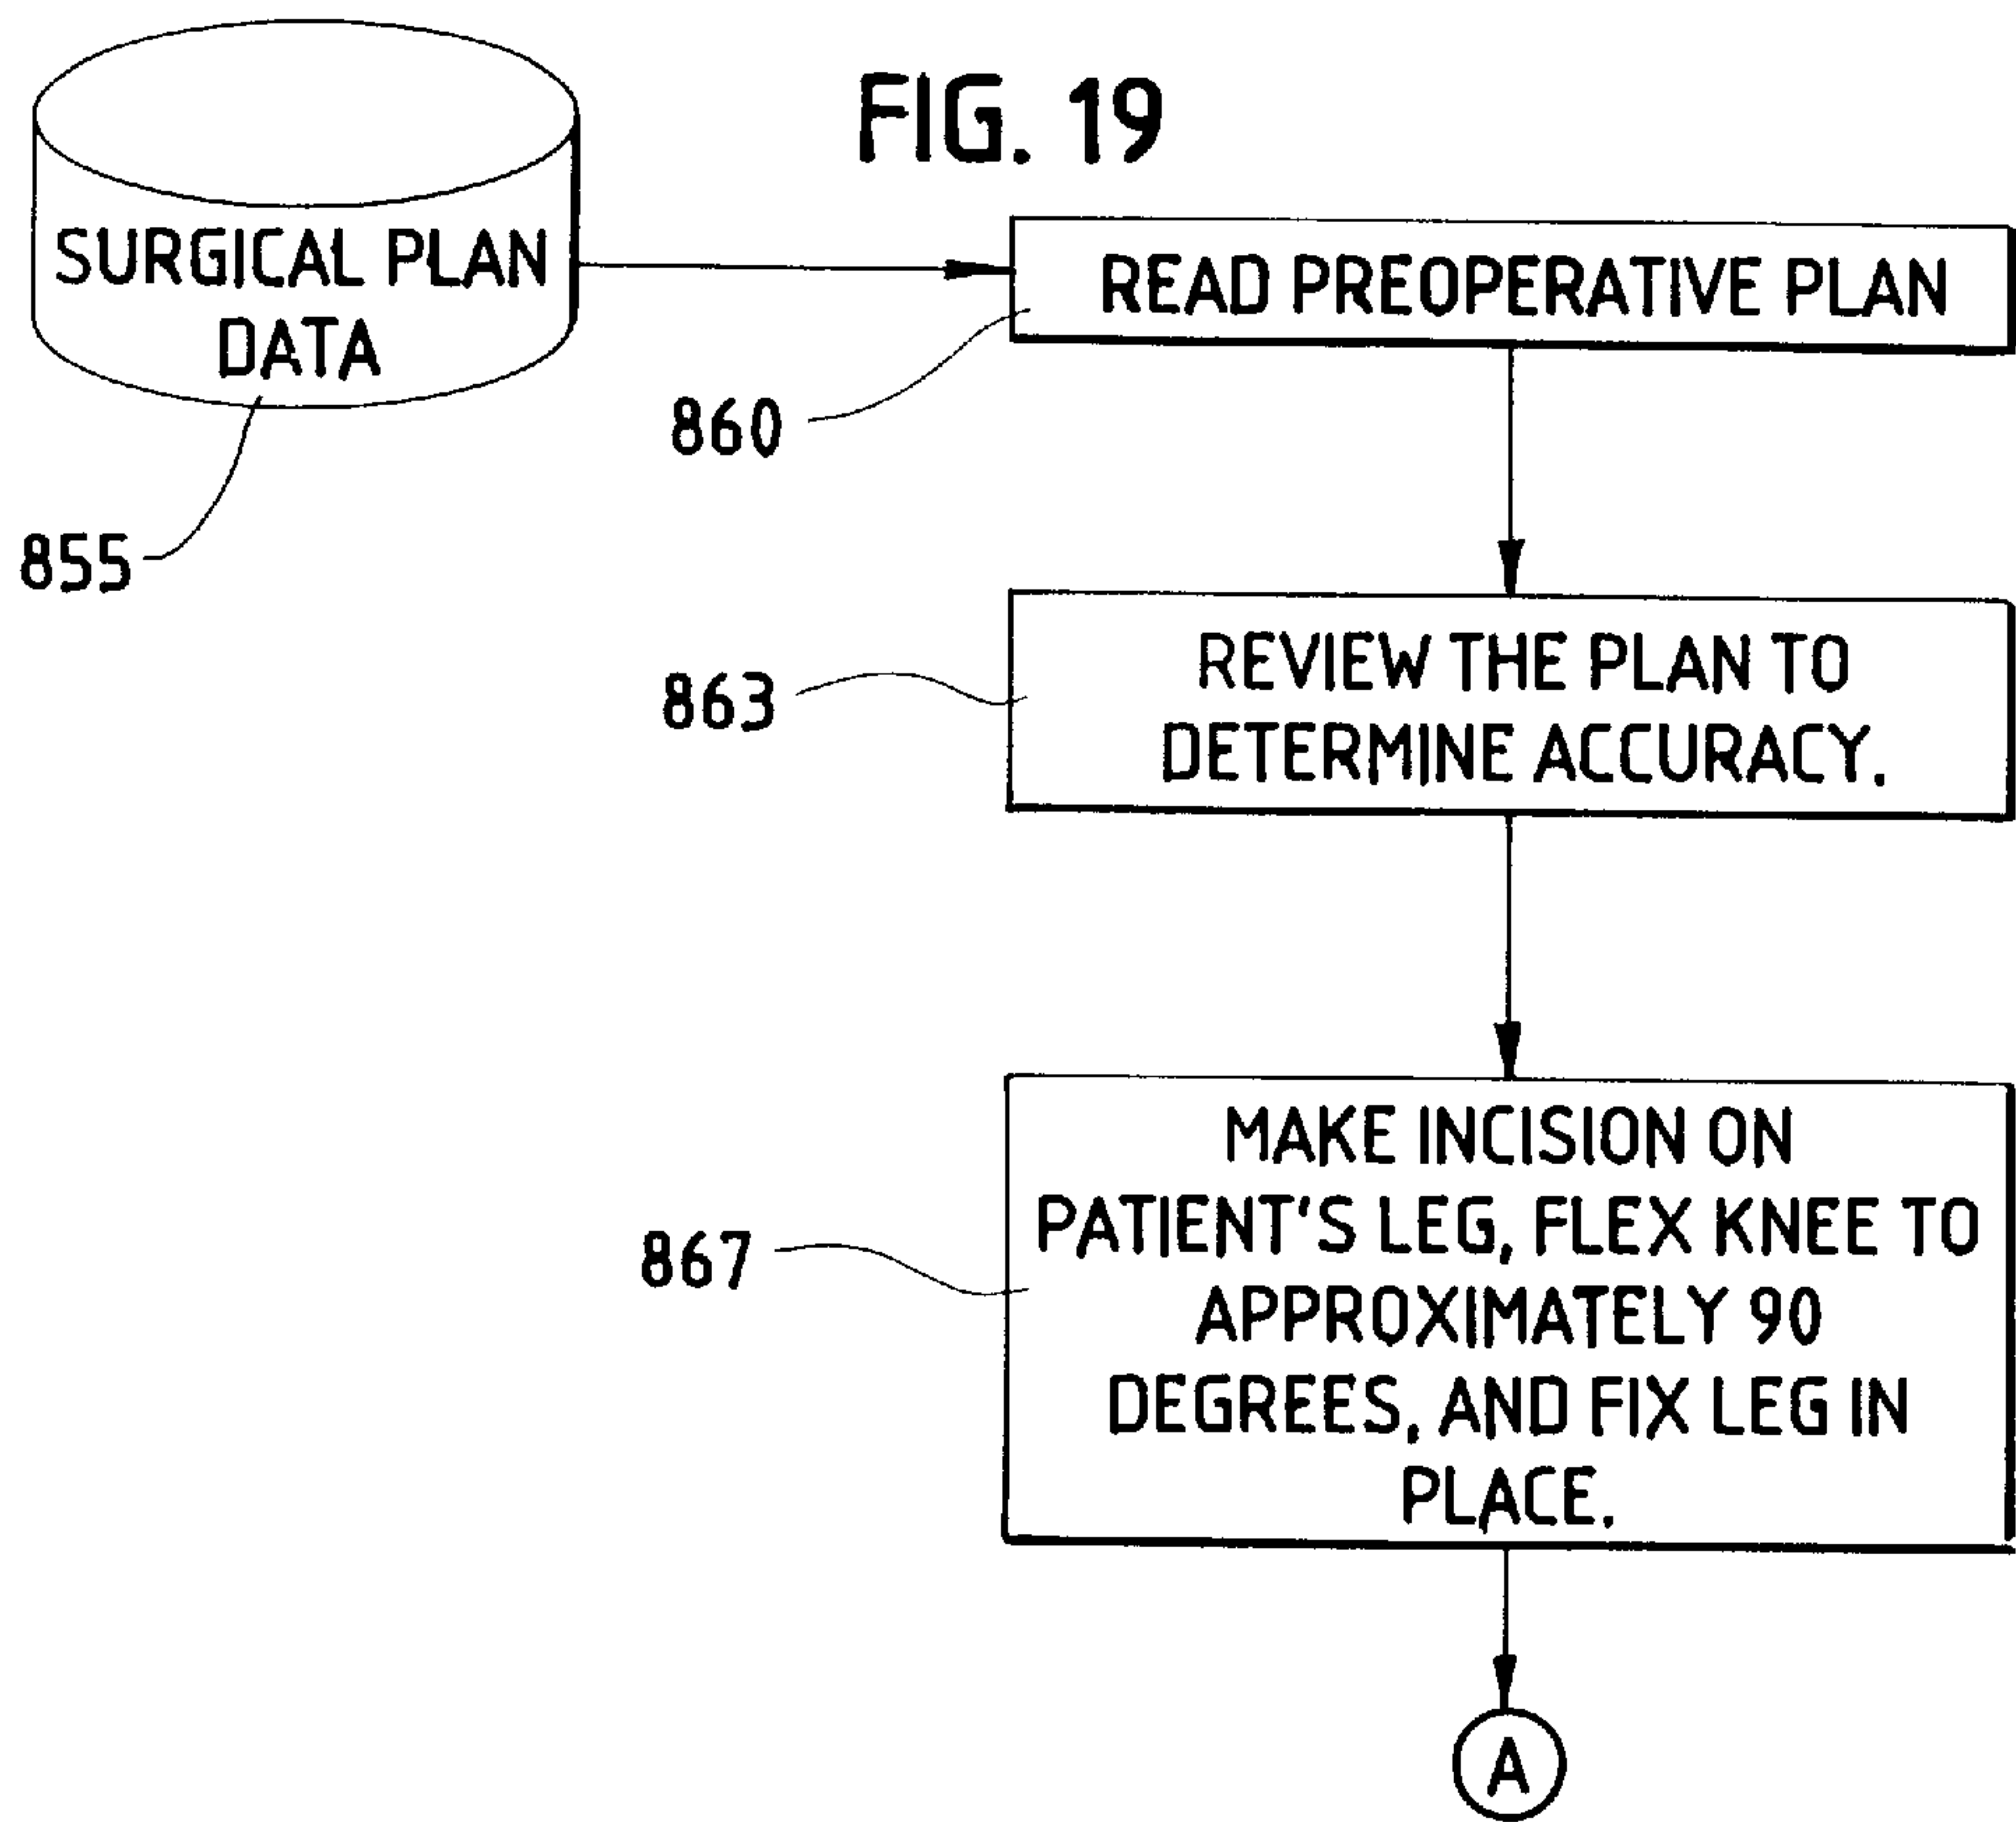 FIG. 19
SURGICAL PLAN
DATA
855
READ PREOPERATIVE PLAN
860
REVIEW THE PLAN TO
DETERMINE ACCURACY.
863
MAKE INCISION ON
PATIENT'S LEG, FLEX KNEE TO
APPROXIMATELY 90
DEGREES, AND FIX LEG IN
PLACE.
867
A